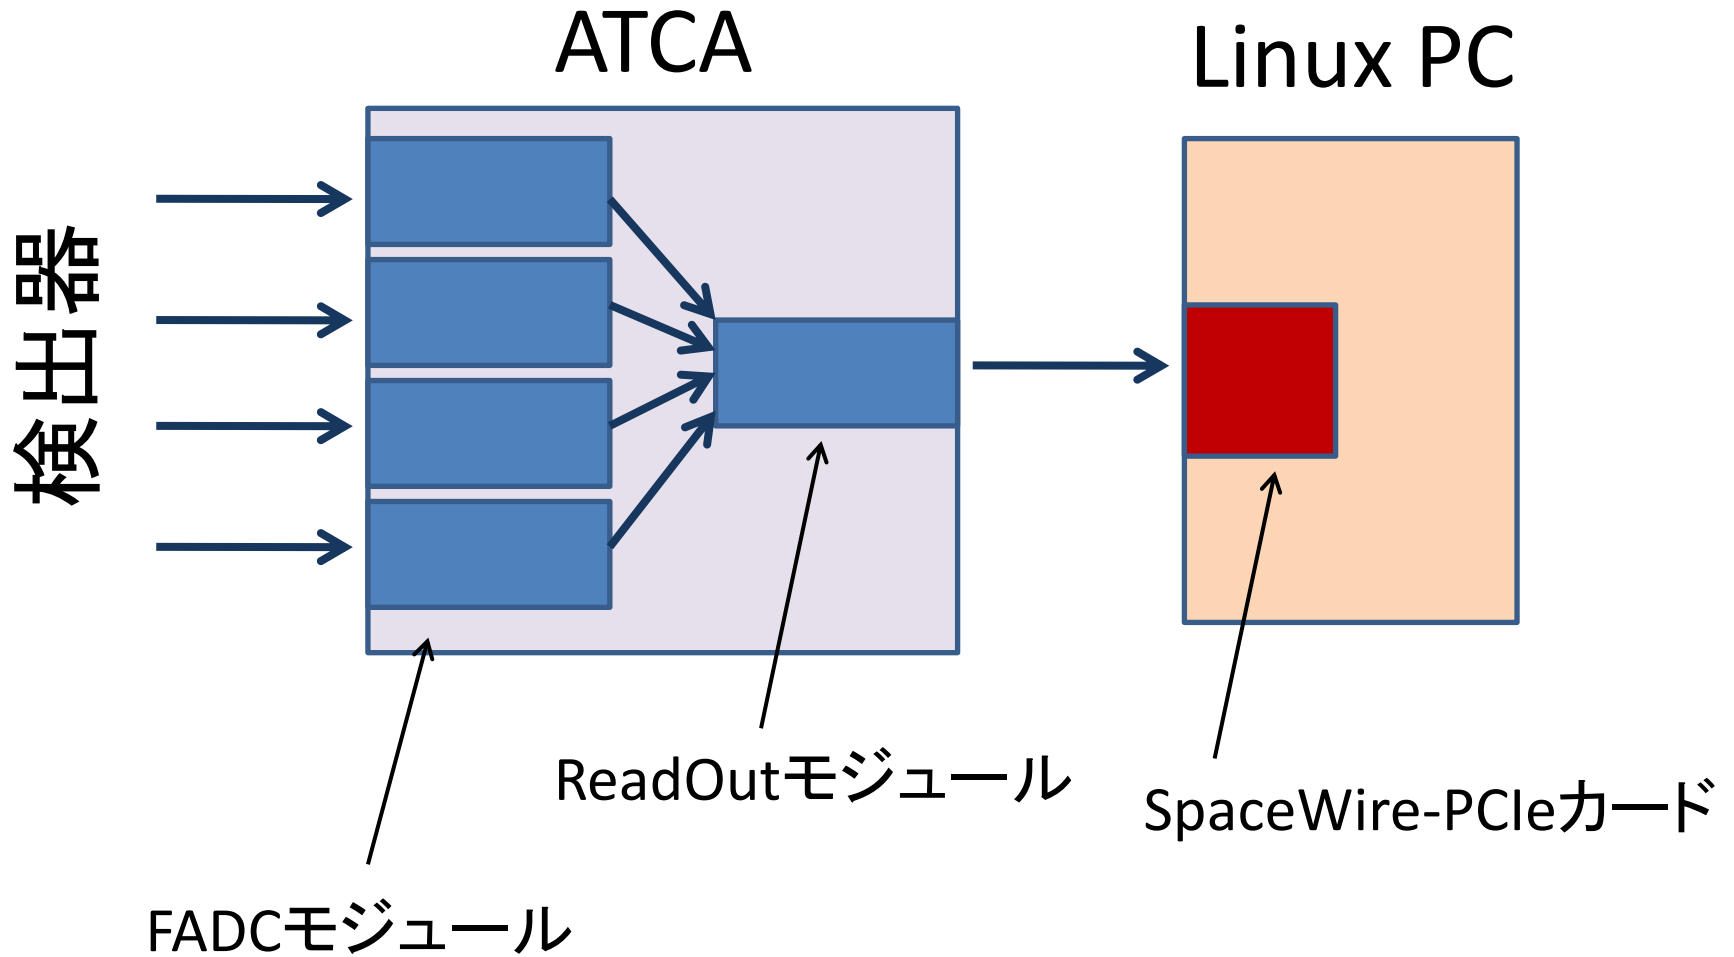 ATCA
Linux PC
検出器
ReadOutモジュール
SpaceWire-PCIeカード
FADCモジュール